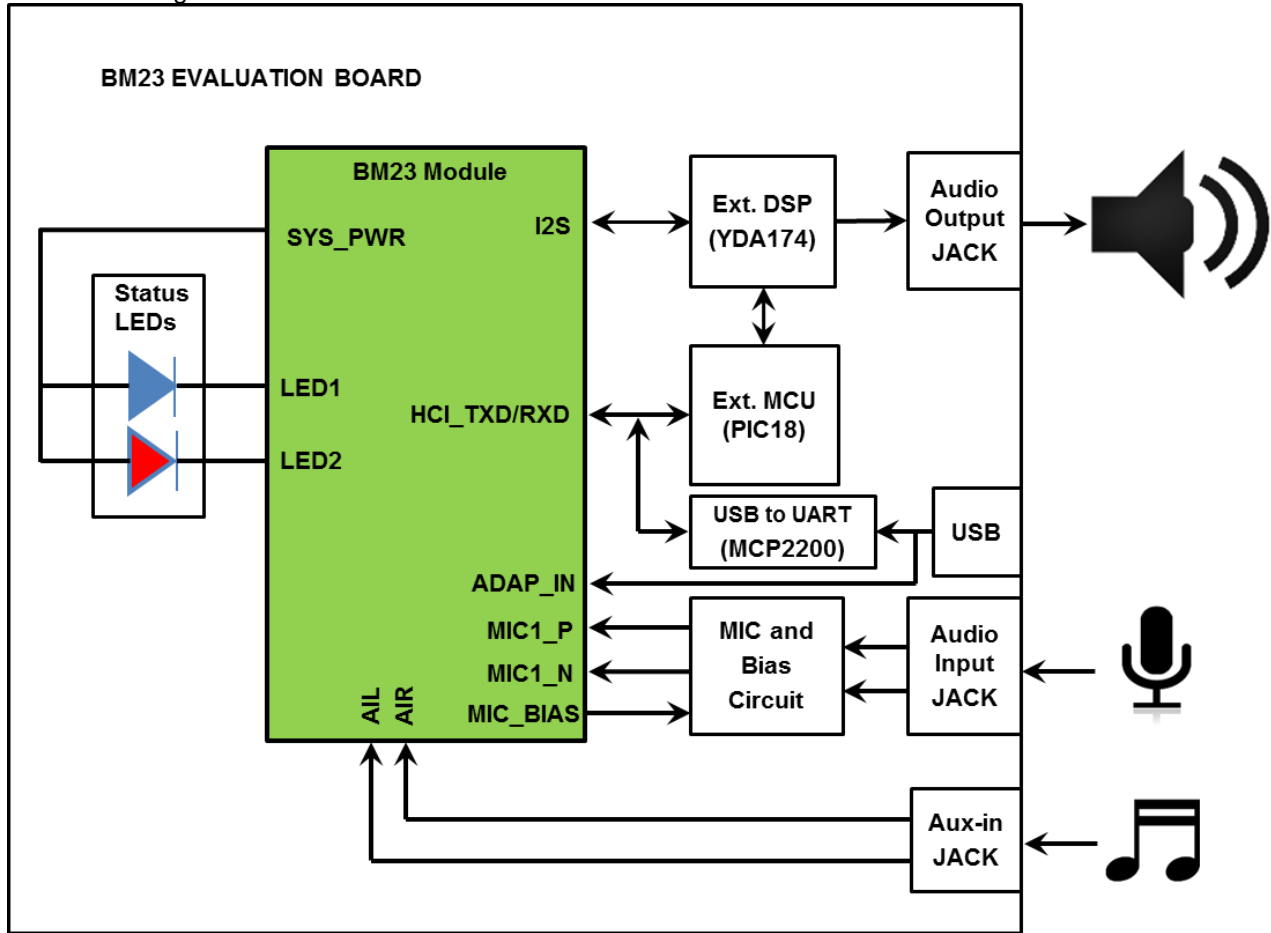 BM23 EVALUATION BOARD
BM23 Module
SYS_PWR
I2S
Ext. DSP
(YDA174)
Audio
Output
JACK
Status
LEDs
LED1
LED2
HCI_TXD/RXD
Ext. MCU
(PIC18)
USB to UART
(MCP2200)
USB
ADAP_IN
MIC1_P
MIC1_N
MIC_BIAS
MIC and
Bias
Circuit
Audio
Input
JACK
AIL
AIR
Aux-in
JACK